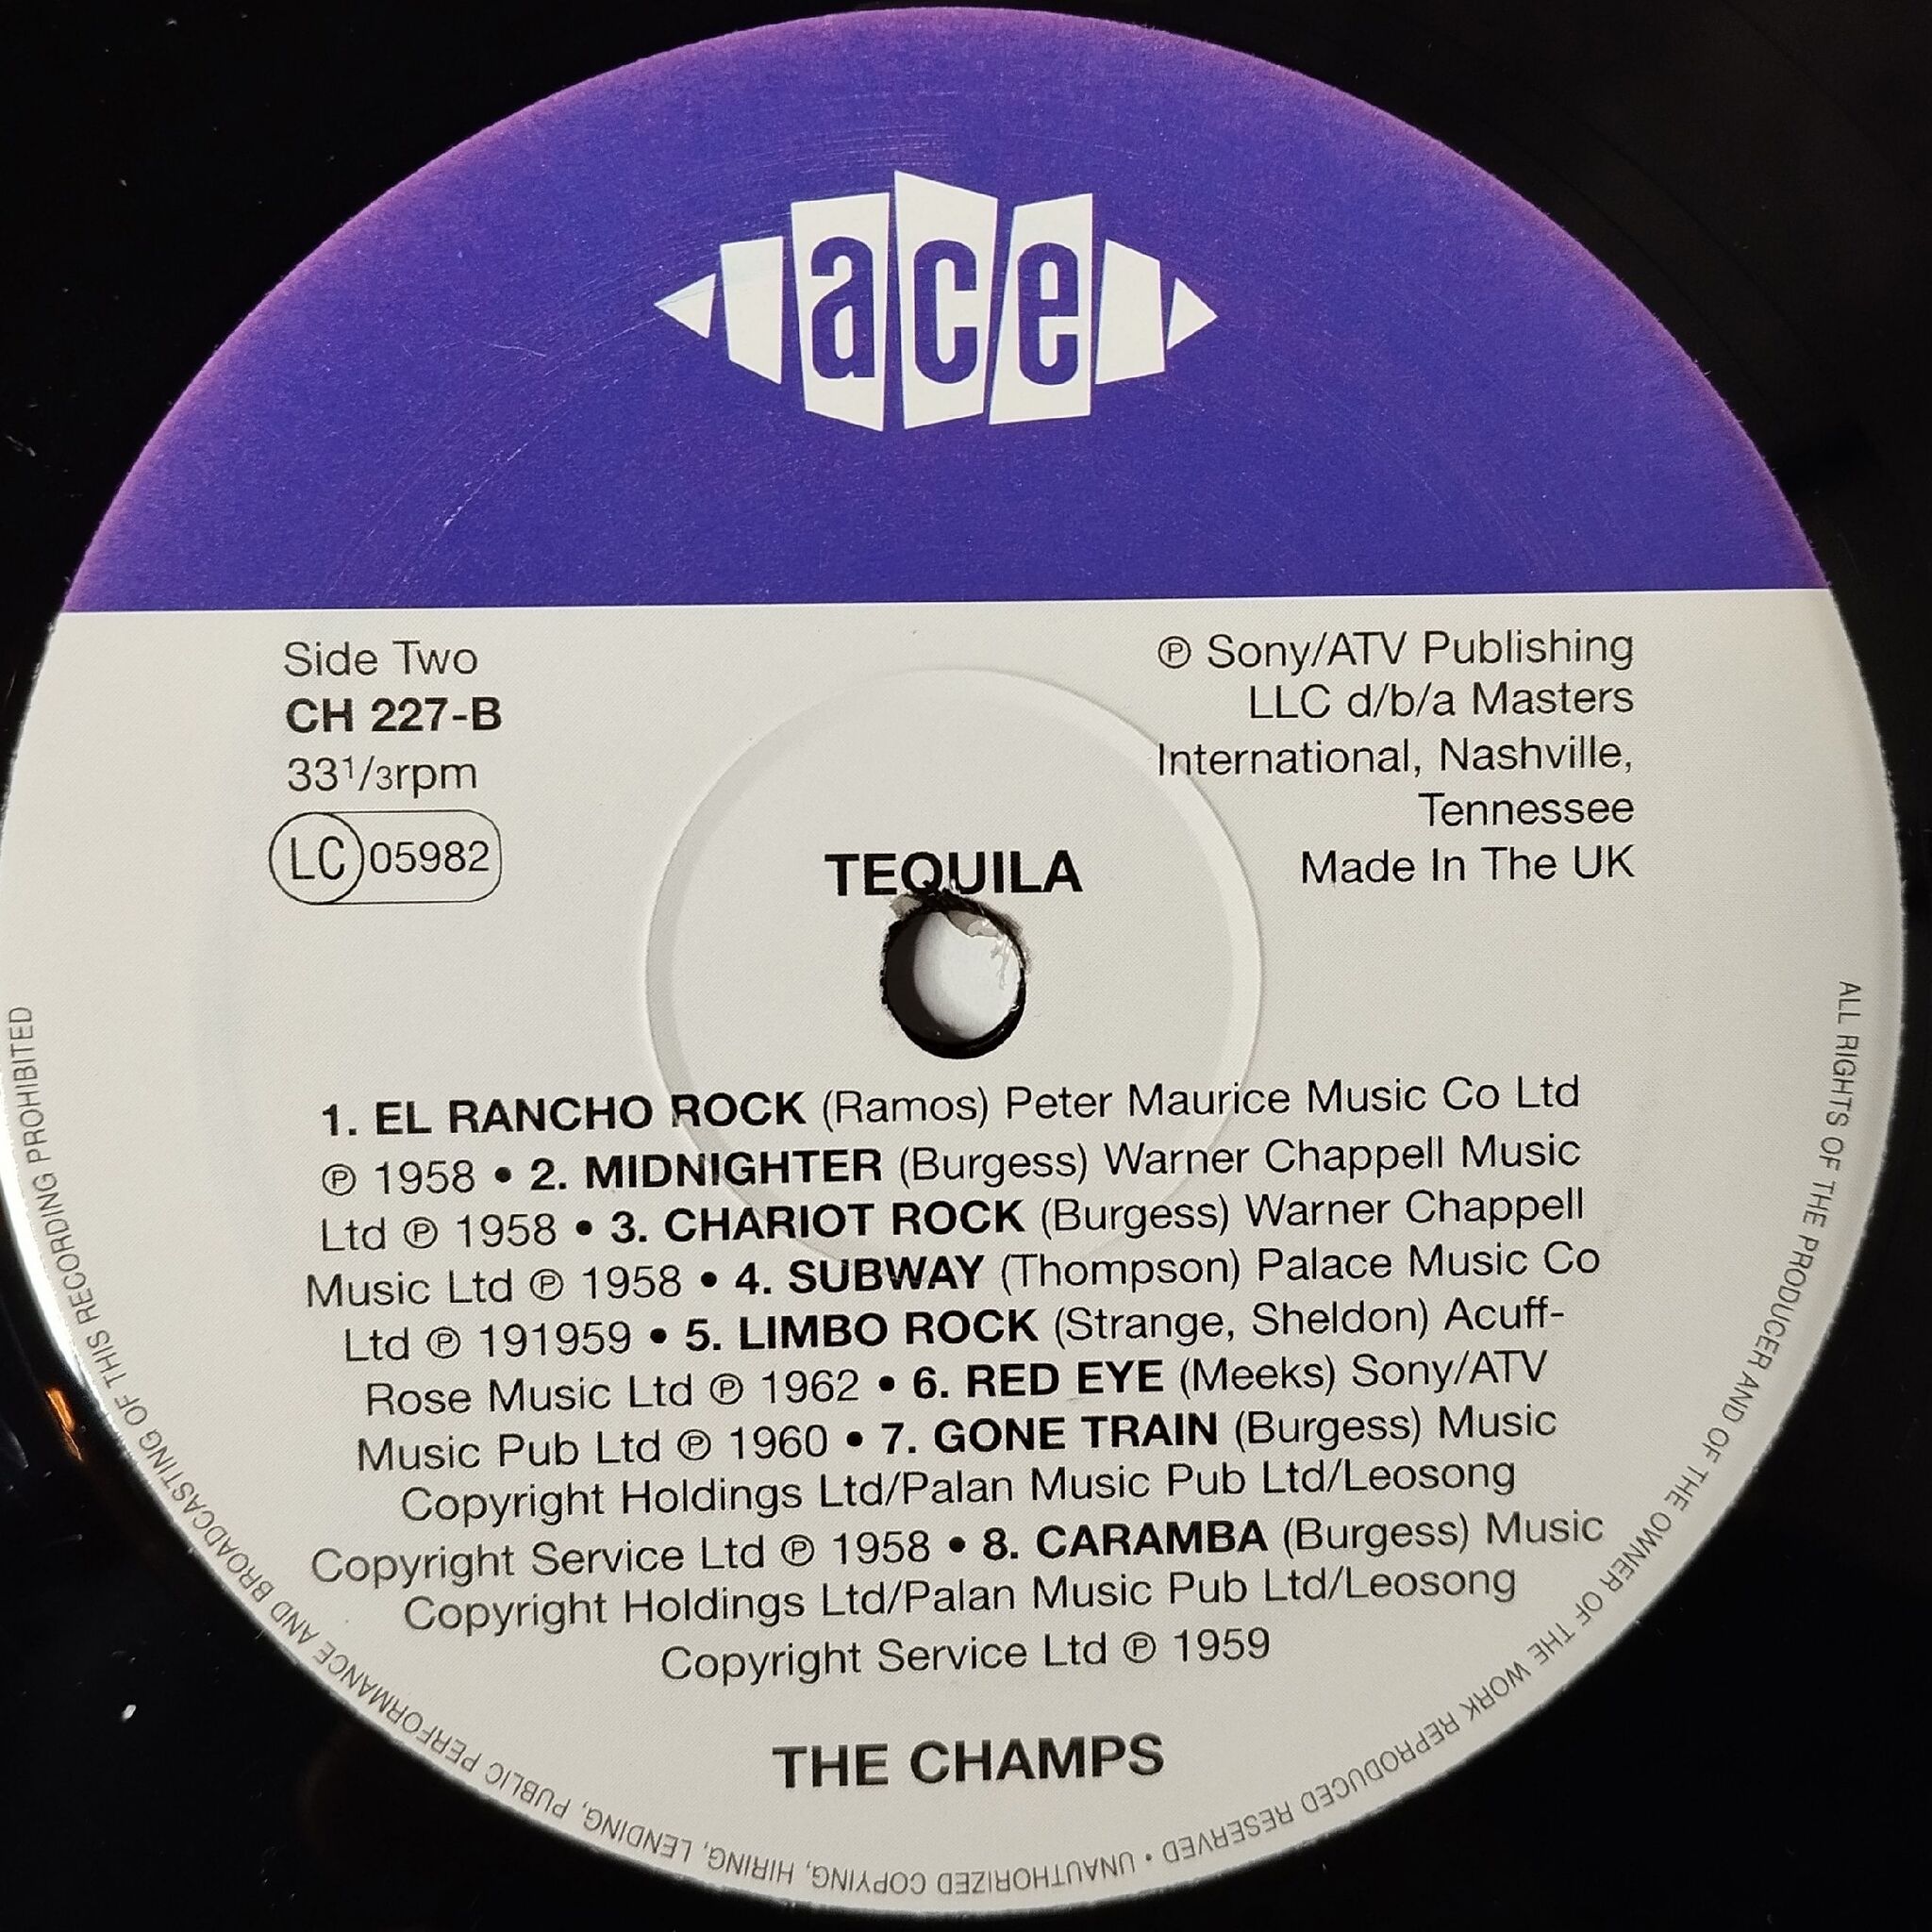 ace
Side Two
CH 227-B
33¹/₃rpm
LC 05982
℗ Sony/ATV Publishing
LLC d/b/a Masters
International, Nashville,
Tennessee
Made In The UK
TEQUILA
1. EL RANCHO ROCK (Ramos) Peter Maurice Music Co Ltd
℗ 1958 • 2. MIDNIGHTER (Burgess) Warner Chappell Music
Ltd ℗ 1958 • 3. CHARIOT ROCK (Burgess) Warner Chappell
Music Ltd ℗ 1958 • 4. SUBWAY (Thompson) Palace Music Co
Ltd ℗ 191959 • 5. LIMBO ROCK (Strange, Sheldon) Acuff-
Rose Music Ltd ℗ 1962 • 6. RED EYE (Meeks) Sony/ATV
Music Pub Ltd ℗ 1960 • 7. GONE TRAIN (Burgess) Music
Copyright Holdings Ltd/Palan Music Pub Ltd/Leosong
Copyright Service Ltd ℗ 1958 • 8. CARAMBA (Burgess) Music
Copyright Holdings Ltd/Palan Music Pub Ltd/Leosong
Copyright Service Ltd ℗ 1959
THE CHAMPS
ALL RIGHTS OF THE PRODUCER AND OF THE OWNER OF THE WORK REPRODUCED RESERVED • UNAUTHORIZED COPYING, HIRING, LENDING, PUBLIC PERFORMANCE AND BROADCASTING OF THIS RECORDING PROHIBITED